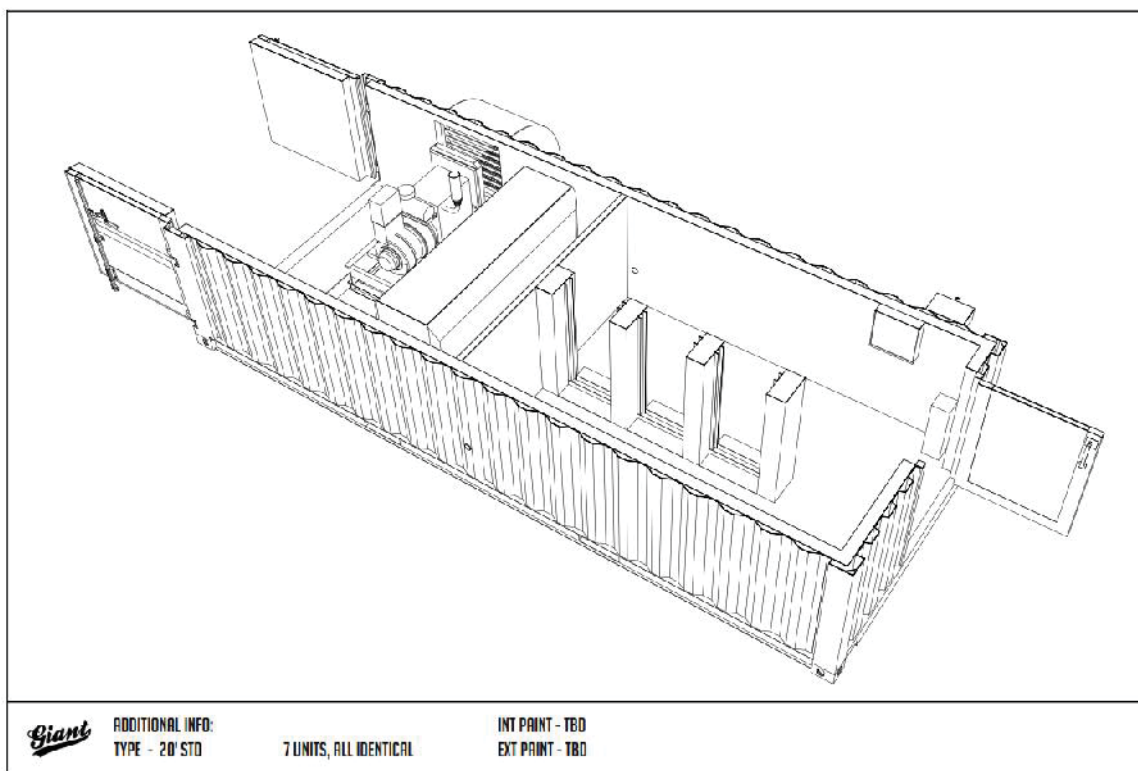 Giant
ADDITIONAL INFO:
TYPE - 20' STD
7 UNITS, ALL IDENTICAL
INT PAINT - TBD
EXT PAINT - TBD